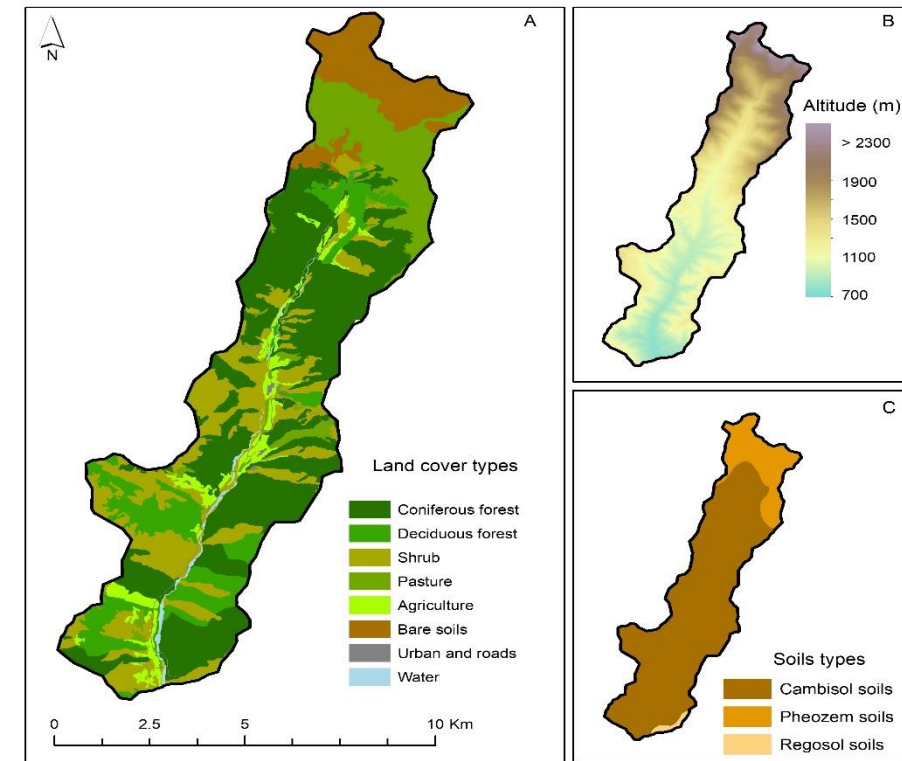 A
N
Land cover types
Coniferous forest
Deciduous forest
Shrub
Pasture
Agriculture
Bare soils
Urban and roads
Water
0 2.5 5 10 Km
B
Altitude (m)
> 2300
1900
1500
1100
700
C
Soils types
Cambisol soils
Pheozem soils
Regosol soils